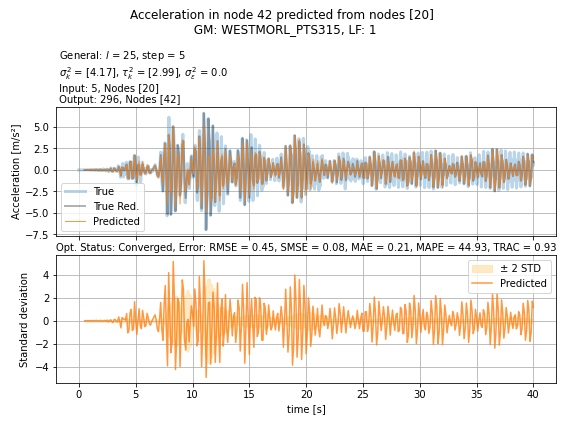 Acceleration in node 42 predicted from nodes [20]
GM: WESTMORL_PTS315, LF: 1
General: l = 25, step = 5
σ²ₖ = [4.17], τ²ₖ = [2.99], σ²ε = 0.0
Input: 5, Nodes [20]
Output: 296, Nodes [42]
Acceleration [m/s²]
5.0
2.5
0.0
−2.5
−5.0
−7.5
True
True Red.
Predicted
Opt. Status: Converged, Error: RMSE = 0.45, SMSE = 0.08, MAE = 0.21, MAPE = 44.93, TRAC = 0.93
Standard deviation
4
2
0
−2
−4
± 2 STD
Predicted
0 5 10 15 20 25 30 35 40
time [s]